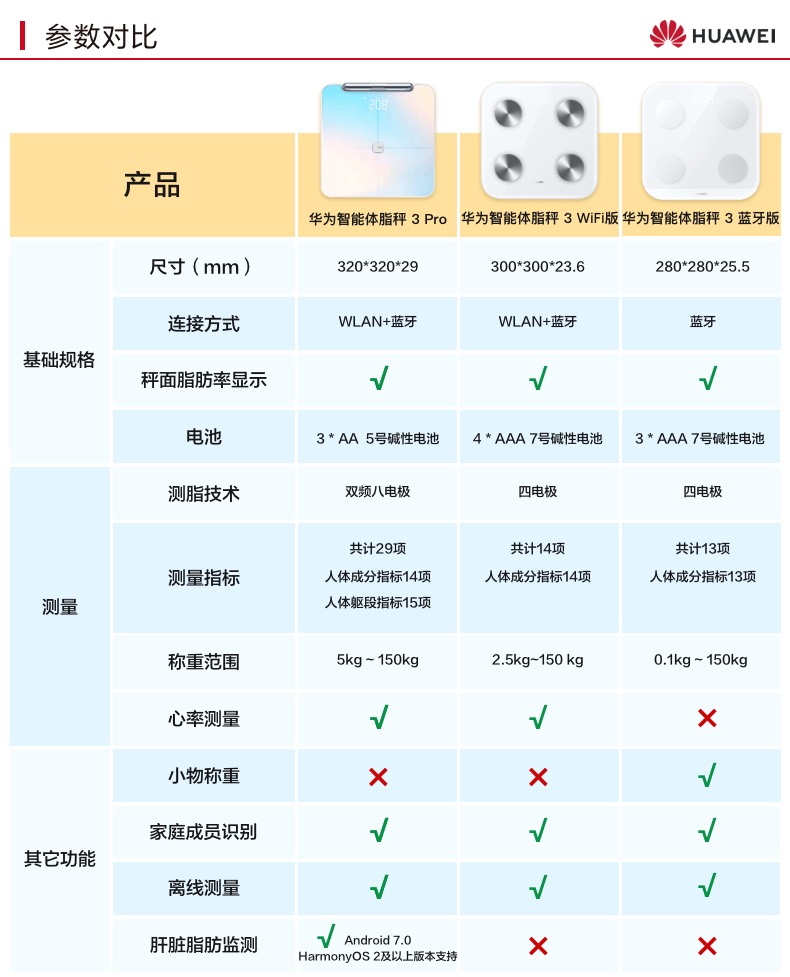 参数对比
HUAWEI
产品
华为智能体脂秤 3 Pro
华为智能体脂秤 3 WiFi版
华为智能体脂秤 3 蓝牙版
基础规格
尺寸（mm）
320*320*29
300*300*23.6
280*280*25.5
连接方式
WLAN+蓝牙
WLAN+蓝牙
蓝牙
秤面脂肪率显示
√
√
√
电池
3 * AA 5号碱性电池
4 * AAA 7号碱性电池
3 * AAA 7号碱性电池
测量
测脂技术
双频八电极
四电极
四电极
测量指标
共计29项
人体成分指标14项
人体躯段指标15项
共计14项
人体成分指标14项
共计13项
人体成分指标13项
称重范围
5kg ~ 150kg
2.5kg~150 kg
0.1kg ~ 150kg
心率测量
√
√
×
其它功能
小物称重
×
×
√
家庭成员识别
√
√
√
离线测量
√
√
√
肝脏脂肪监测
√ Android 7.0
HarmonyOS 2及以上版本支持
×
×